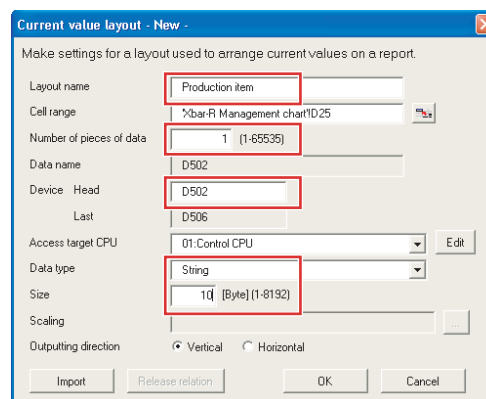 Current value layout - New -
Make settings for a layout used to arrange current values on a report.
Layout name Production item
Cell range 'Xbar-R Management chart'!D25
Number of pieces of data 1 (1-65535)
Data name D502
Device Head D502
Last D506
Access target CPU 01:Control CPU Edit
Data type String
Size 10 [Byte] (1-8192)
Scaling ...
Outputting direction Vertical Horizontal
Import Release relation OK Cancel